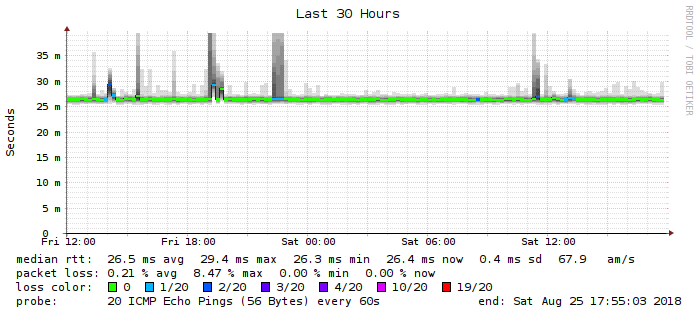 Last 30 Hours
RRDTOOL / TOBI OETIKER
Seconds
35 m
30 m
25 m
20 m
15 m
10 m
5 m
0
Fri 12:00 Fri 18:00 Sat 00:00 Sat 06:00 Sat 12:00
median rtt: 26.5 ms avg 29.4 ms max 26.3 ms min 26.4 ms now 0.4 ms sd 67.9 am/s
packet loss: 0.21 % avg 8.47 % max 0.00 % min 0.00 % now
loss color: 0 1/20 2/20 3/20 4/20 10/20 19/20
probe: 20 ICMP Echo Pings (56 Bytes) every 60s end: Sat Aug 25 17:55:03 2018